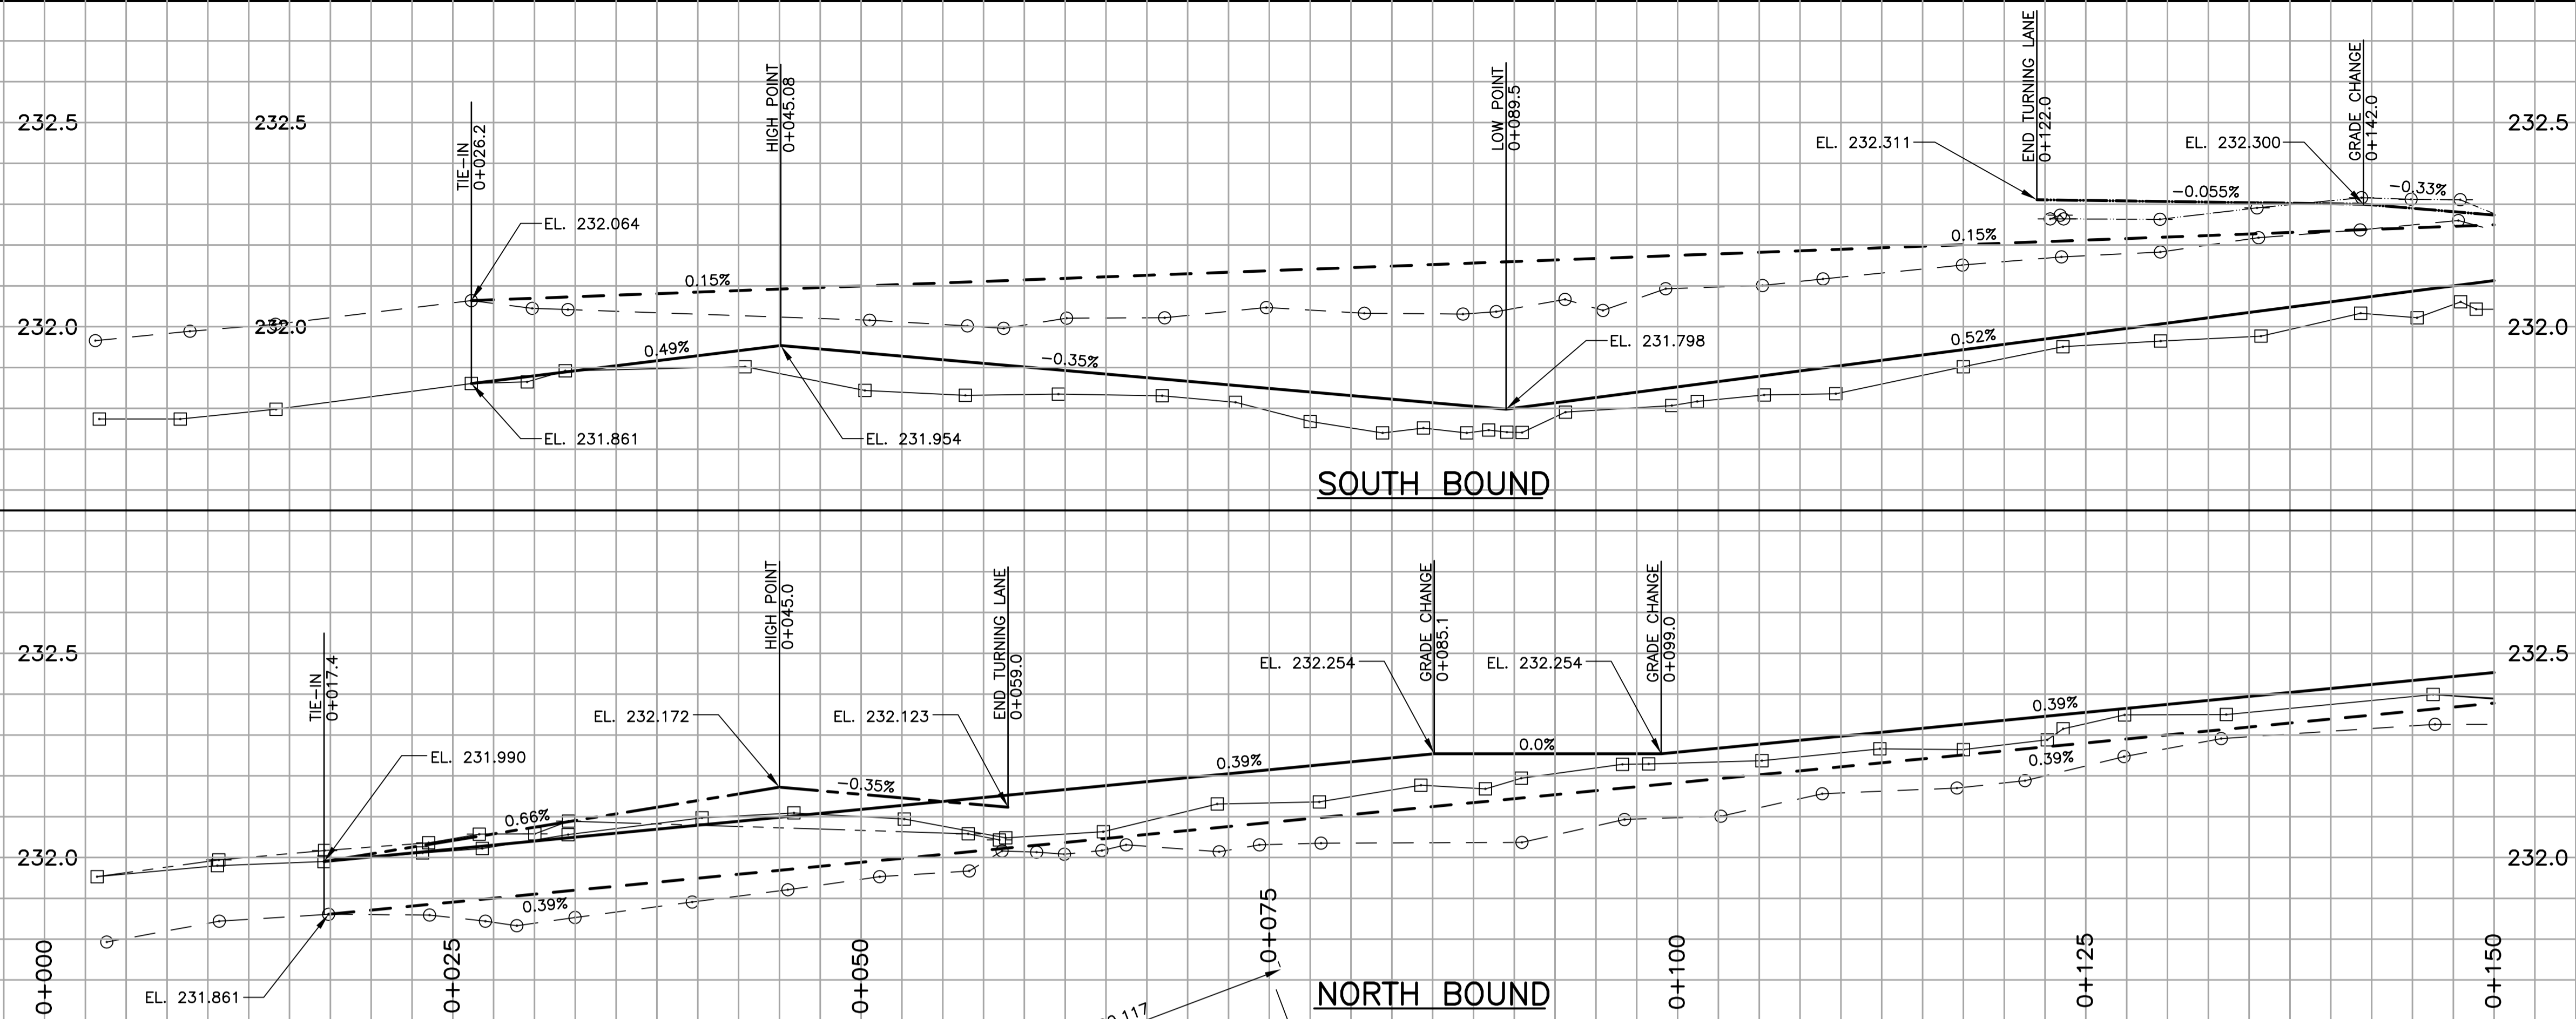 END TURNING LANE
0+122.0
GRADE CHANGE
0+142.0
HIGH POINT
0+045.08
LOW POINT
0+089.5
232.5
232.5
232.5
TIE-IN
0+026.2
EL. 232.311
EL. 232.300
-0.055%
-0.33%
EL. 232.064
0.15%
0.15%
232.0
232.0
232.0
0.49%
-0.35%
EL. 231.798
0.52%
EL. 231.861
EL. 231.954
SOUTH BOUND
HIGH POINT
0+045.0
END TURNING LANE
0+059.0
GRADE CHANGE
0+085.1
GRADE CHANGE
0+099.0
232.5
232.5
TIE-IN
0+017.4
EL. 232.254
EL. 232.254
EL. 232.172
EL. 232.123
0.39%
EL. 231.990
0.39%
0.0%
0.39%
-0.35%
0.66%
232.0
232.0
0.39%
0+000
0+025
0+050
0+075
0+100
0+125
0+150
EL. 231.861
NORTH BOUND